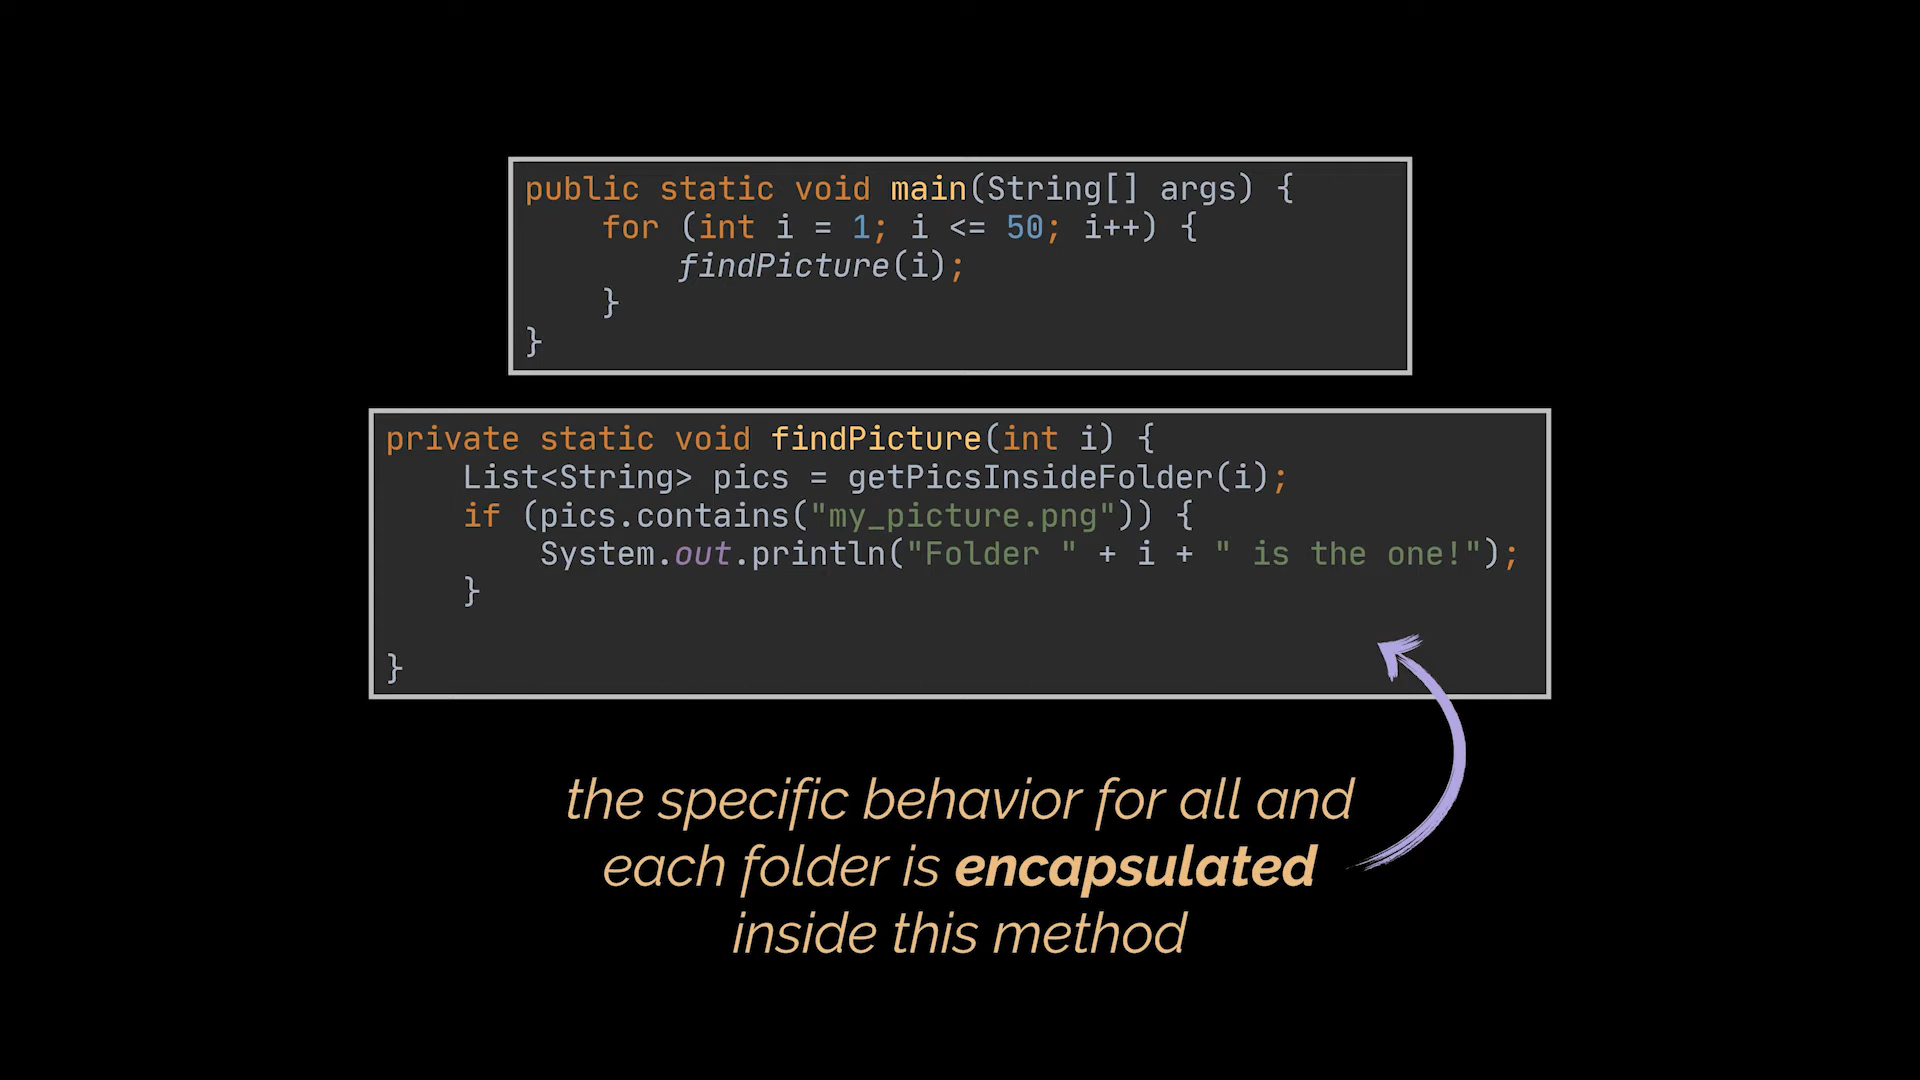 public static void main(String[] args) {
    for (int i = 1; i <= 50; i++) {
        findPicture(i);
    }
}
private static void findPicture(int i) {
    List<String> pics = getPicsInsideFolder(i);
    if (pics.contains("my_picture.png")) {
        System.out.println("Folder " + i + " is the one!");
    }
}
the specific behavior for all and
each folder is encapsulated
inside this method